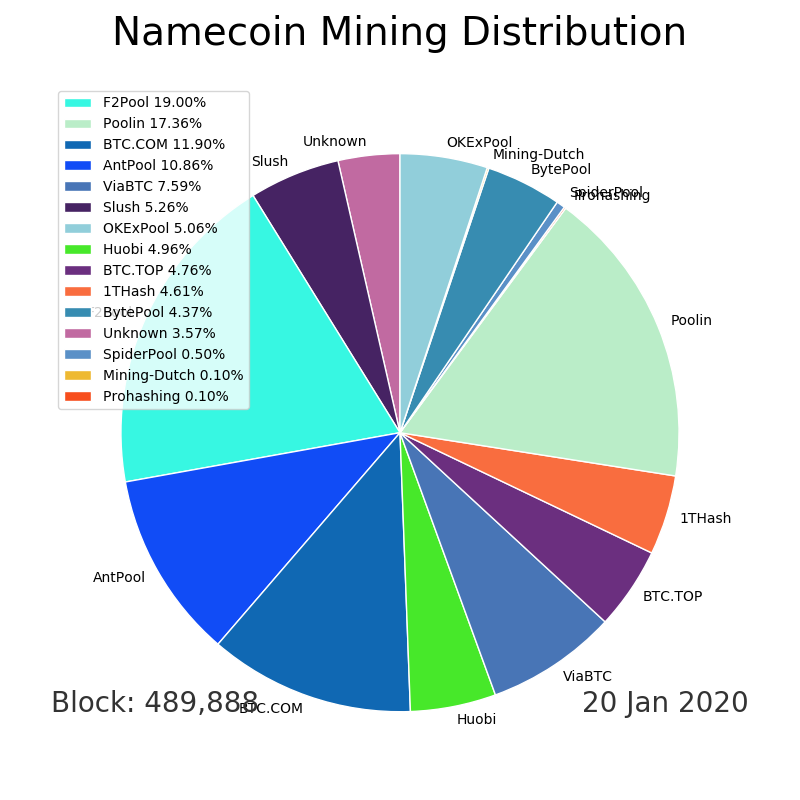 Namecoin Mining Distribution
F2Pool 19.00%
Poolin 17.36%
BTC.COM 11.90%
AntPool 10.86%
ViaBTC 7.59%
Slush 5.26%
OKExPool 5.06%
Huobi 4.96%
BTC.TOP 4.76%
1THash 4.61%
BytePool 4.37%
Unknown 3.57%
SpiderPool 0.50%
Mining-Dutch 0.10%
Prohashing 0.10%
Unknown
Slush
OKExPool
Mining-Dutch
BytePool
SpiderPool
Prohashing
Poolin
1THash
BTC.TOP
ViaBTC
Huobi
BTC.COM
AntPool
Block: 489,888
20 Jan 2020